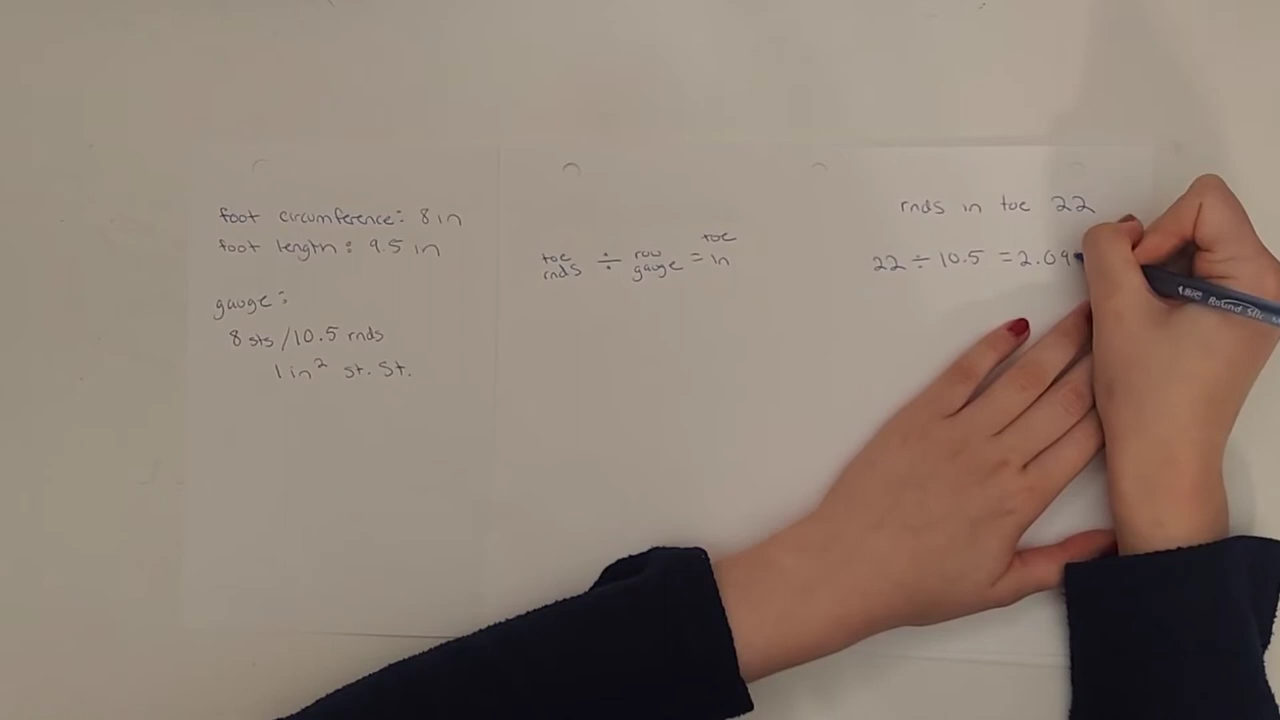 foot circumference: 8 in
foot length: 9.5 in
gauge:
8 sts/10.5 rnds
1 in² st. st.
toe rnds ÷ row gauge = toe in
rnds in toe 22
22 ÷ 10.5 = 2.09
BIC Round Stic